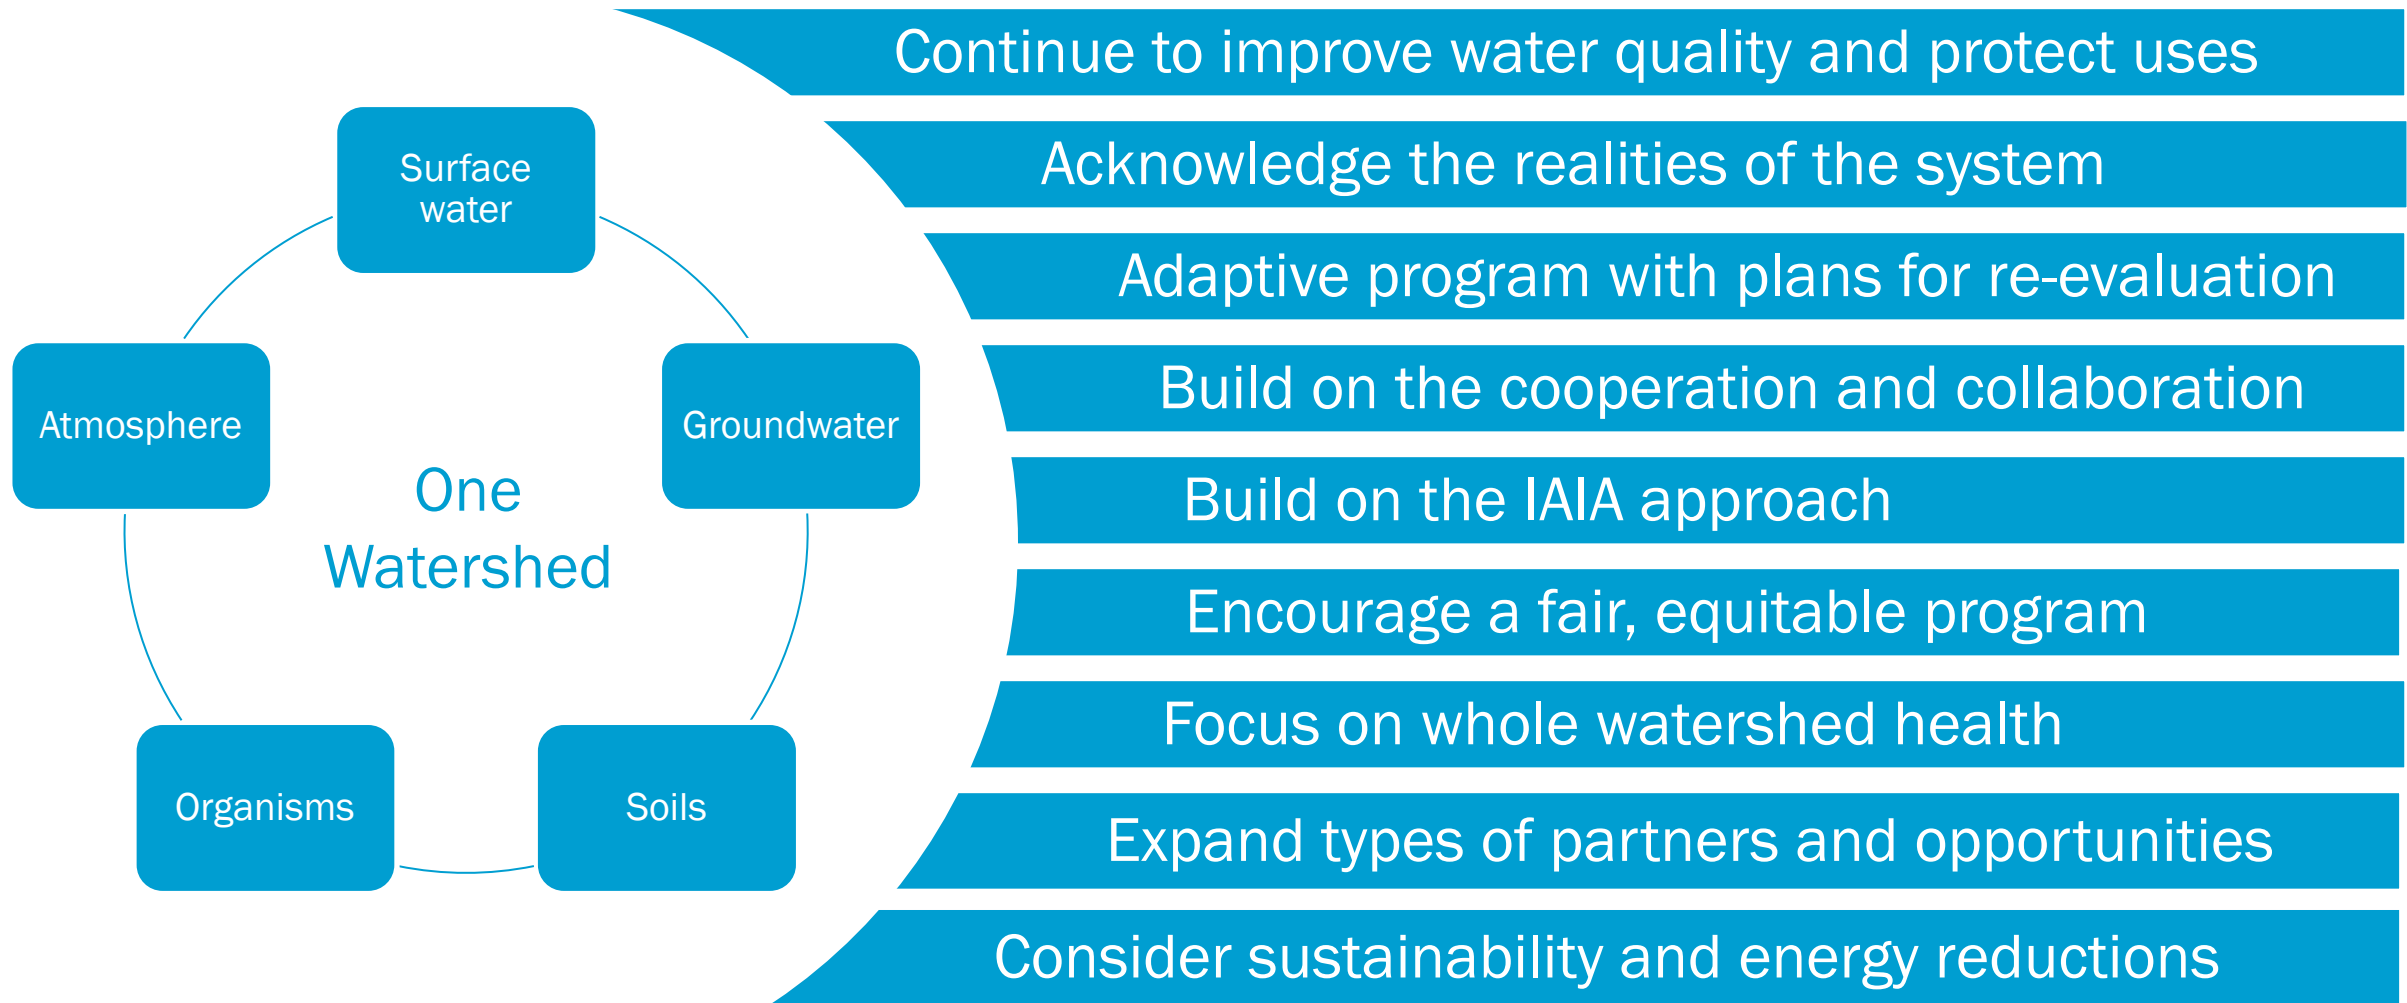 Surface
water
Atmosphere
Groundwater
One
Watershed
Organisms
Soils
Continue to improve water quality and protect uses
Acknowledge the realities of the system
Adaptive program with plans for re-evaluation
Build on the cooperation and collaboration
Build on the IAIA approach
Encourage a fair, equitable program
Focus on whole watershed health
Expand types of partners and opportunities
Consider sustainability and energy reductions